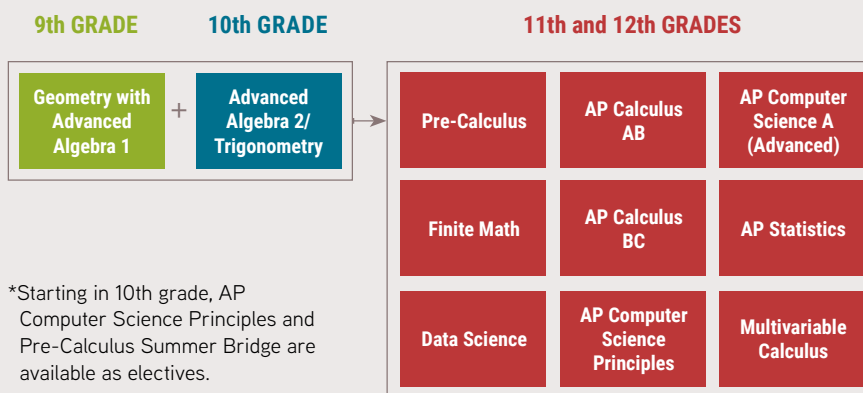 9th GRADE
10th GRADE
11th and 12th GRADES
Geometry with
Advanced
Algebra 1
+
Advanced
Algebra 2/
Trigonometry
Pre-Calculus
AP Calculus
AB
AP Computer
Science A
(Advanced)
Finite Math
AP Calculus
BC
AP Statistics
Data Science
AP Computer
Science
Principles
Multivariable
Calculus
*Starting in 10th grade, AP
Computer Science Principles and
Pre-Calculus Summer Bridge are
available as electives.